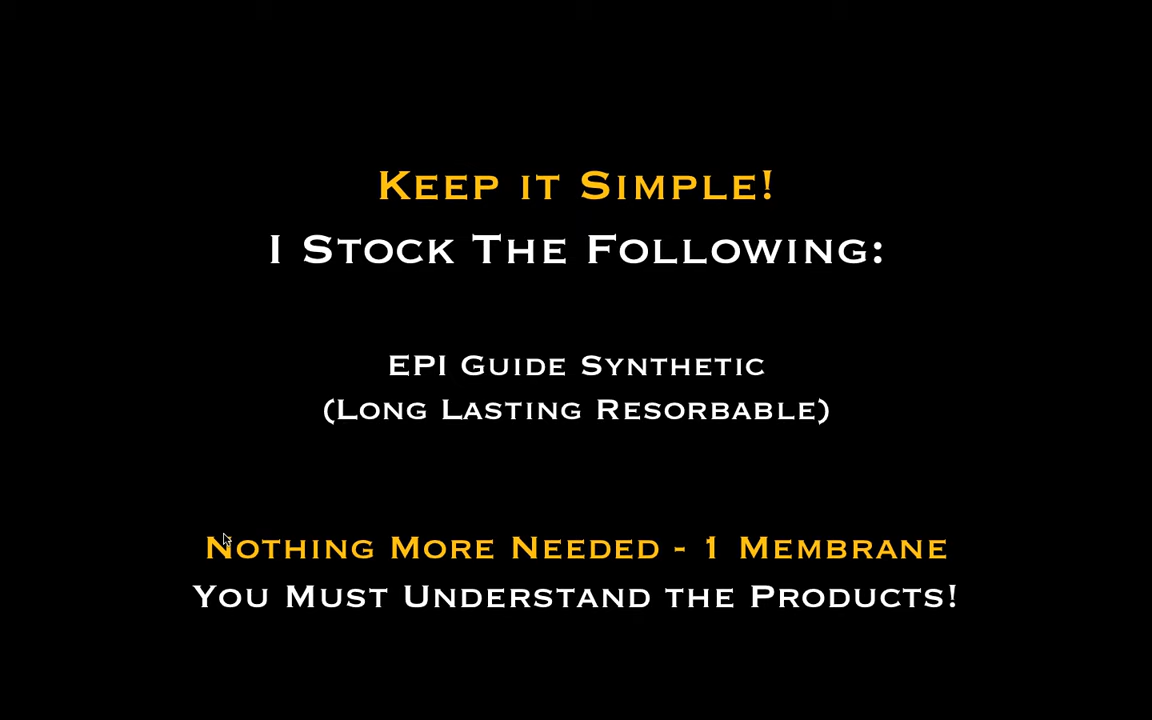 Keep it Simple!
I Stock The Following:
EPI Guide Synthetic
(Long Lasting Resorbable)
Nothing More Needed - 1 Membrane
You Must Understand the Products!